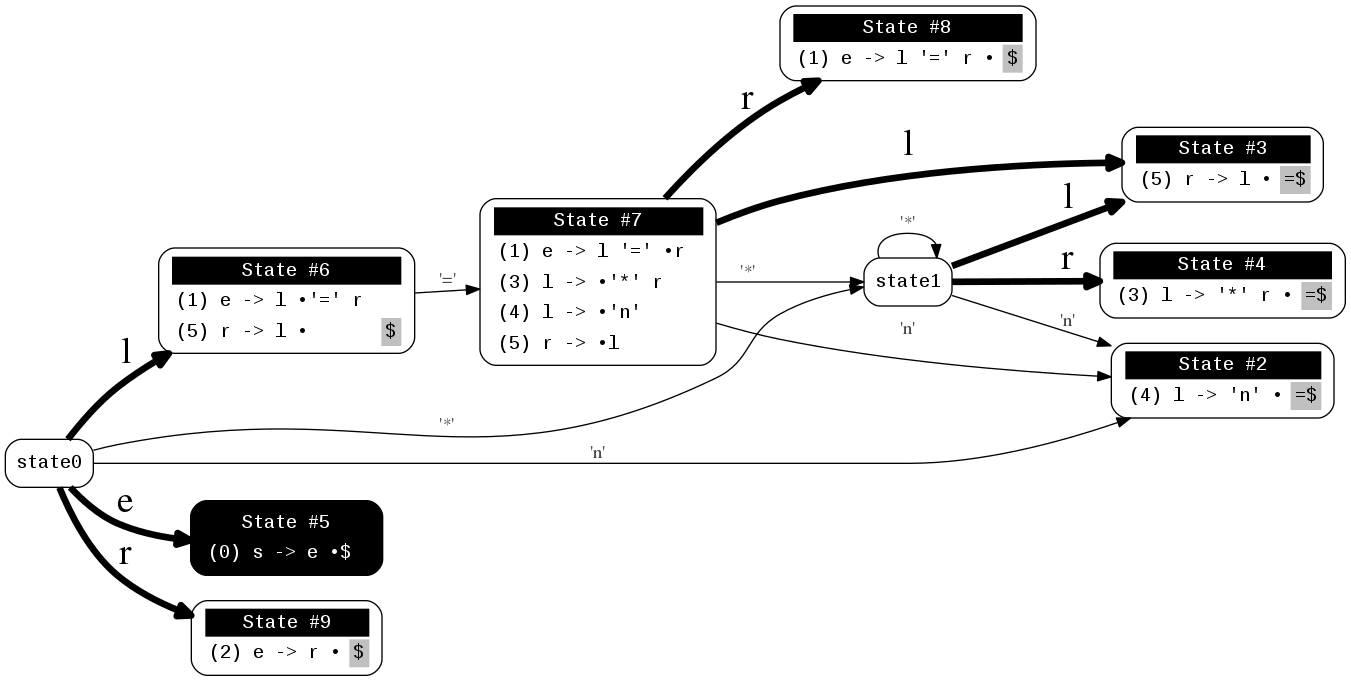 State #8
(1) e -> l '=' r • $
r
l
State #3
(5) r -> l • =$
l
State #7
(1) e -> l '=' •r
(3) l -> •'*' r
(4) l -> •'n'
(5) r -> •l
'*'
'*'
state1
r
State #4
(3) l -> '*' r • =$
State #6
(1) e -> l •'=' r
(5) r -> l • $
'='
'n'
'n'
l
State #2
(4) l -> 'n' • =$
'*'
state0
'n'
e
State #5
(0) s -> e •$
r
State #9
(2) e -> r • $